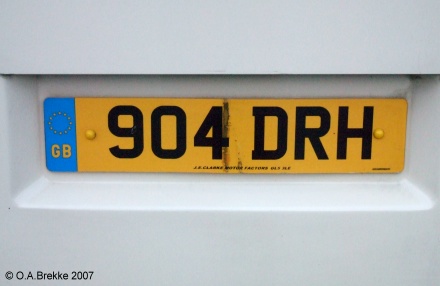 904 DRH
GB
J.S.CLARKE MOTOR FACTORS
© O.A.Brekke 2007